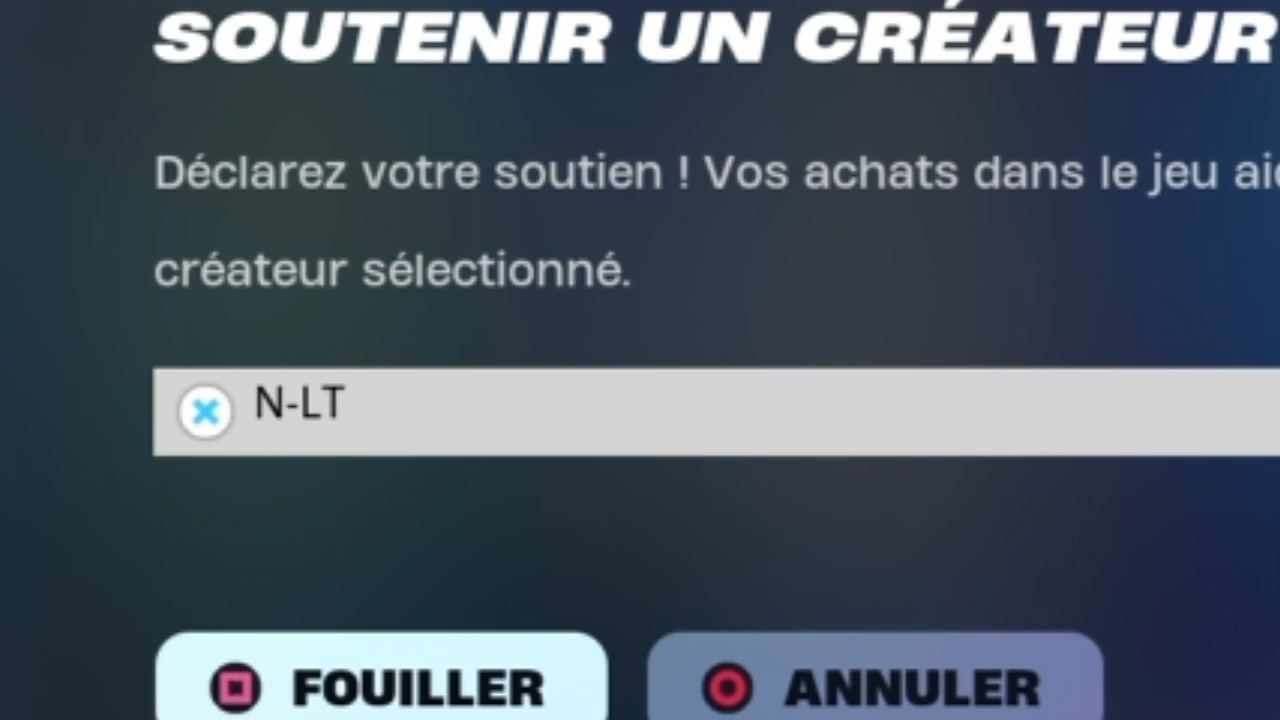 SOUTENIR UN CRÉATEUR
Déclarez votre soutien ! Vos achats dans le jeu
créateur sélectionné.
N-LT
FOUILLER
ANNULER